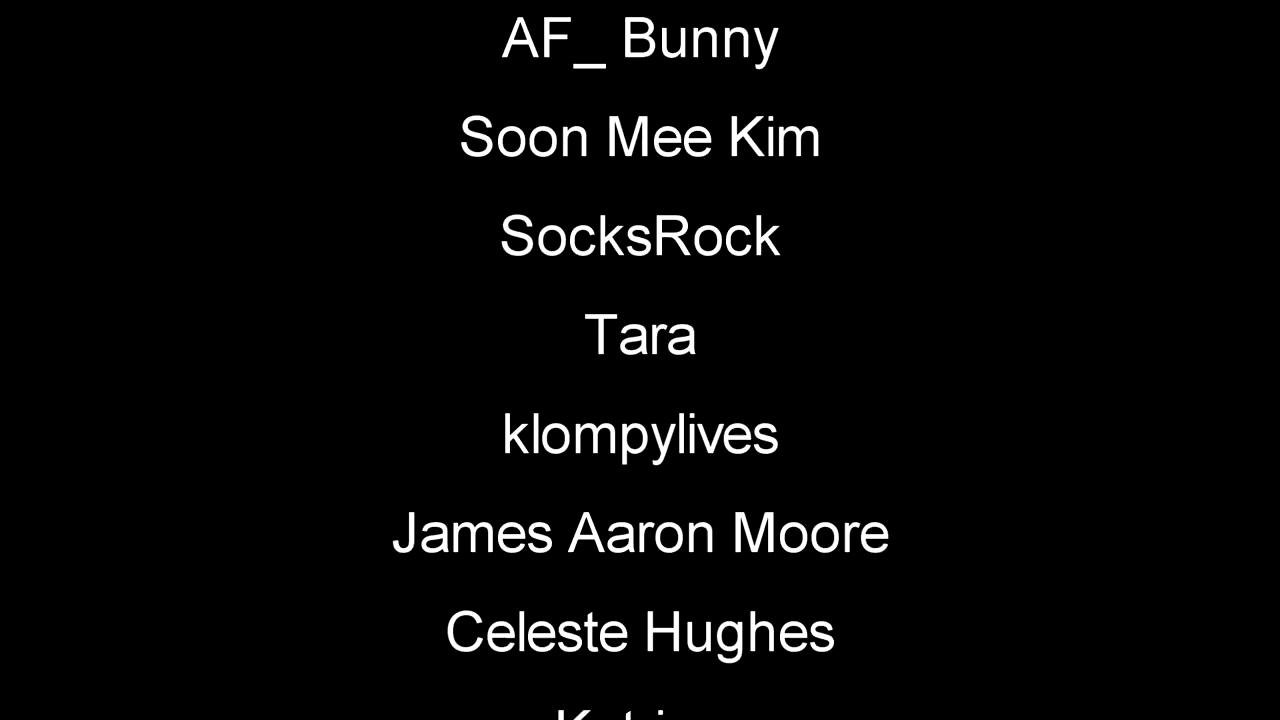 AF_ Bunny
Soon Mee Kim
SocksRock
Tara
klompylives
James Aaron Moore
Celeste Hughes